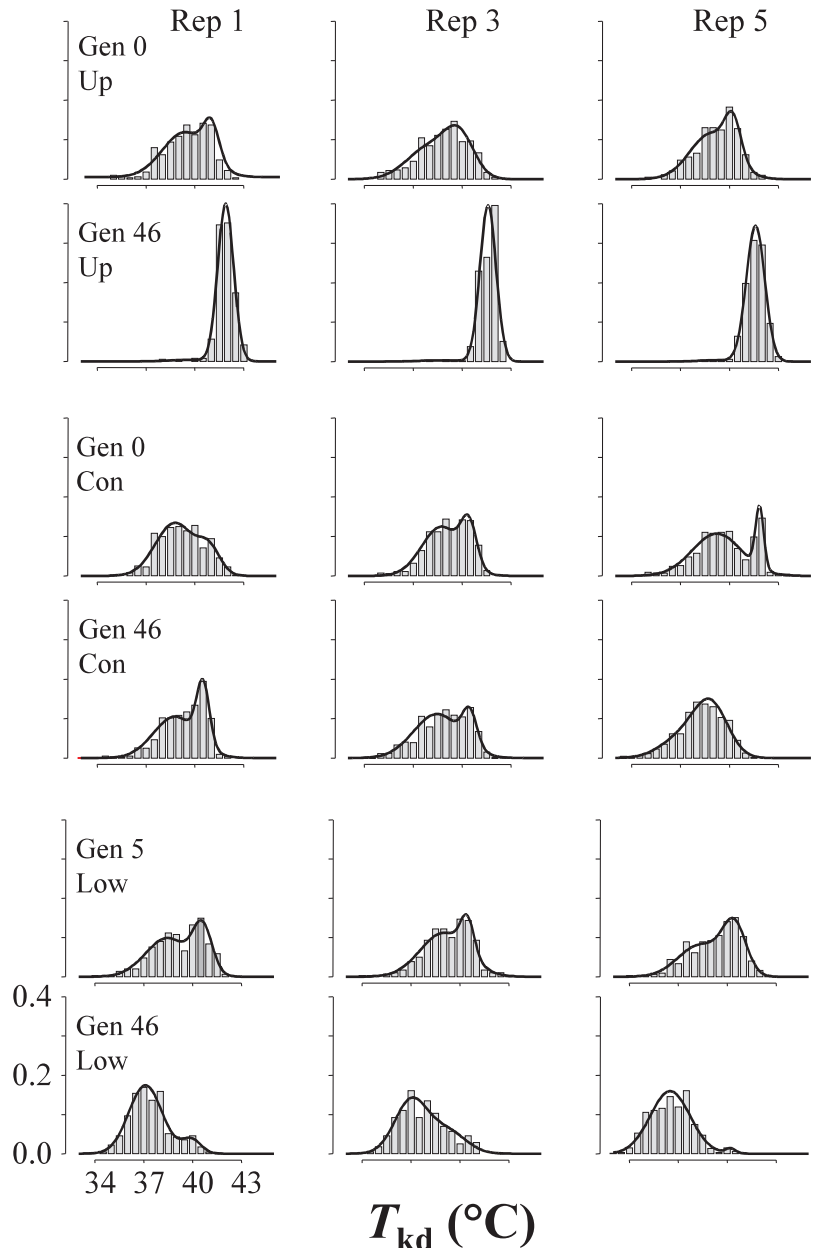 Rep 1 Rep 3 Rep 5
Gen 0
Up
Gen 46
Up
Gen 0
Con
Gen 46
Con
Gen 5
Low
0.4
Gen 46
Low
0.2
0.0
34 37 40 43
Tkd (°C)